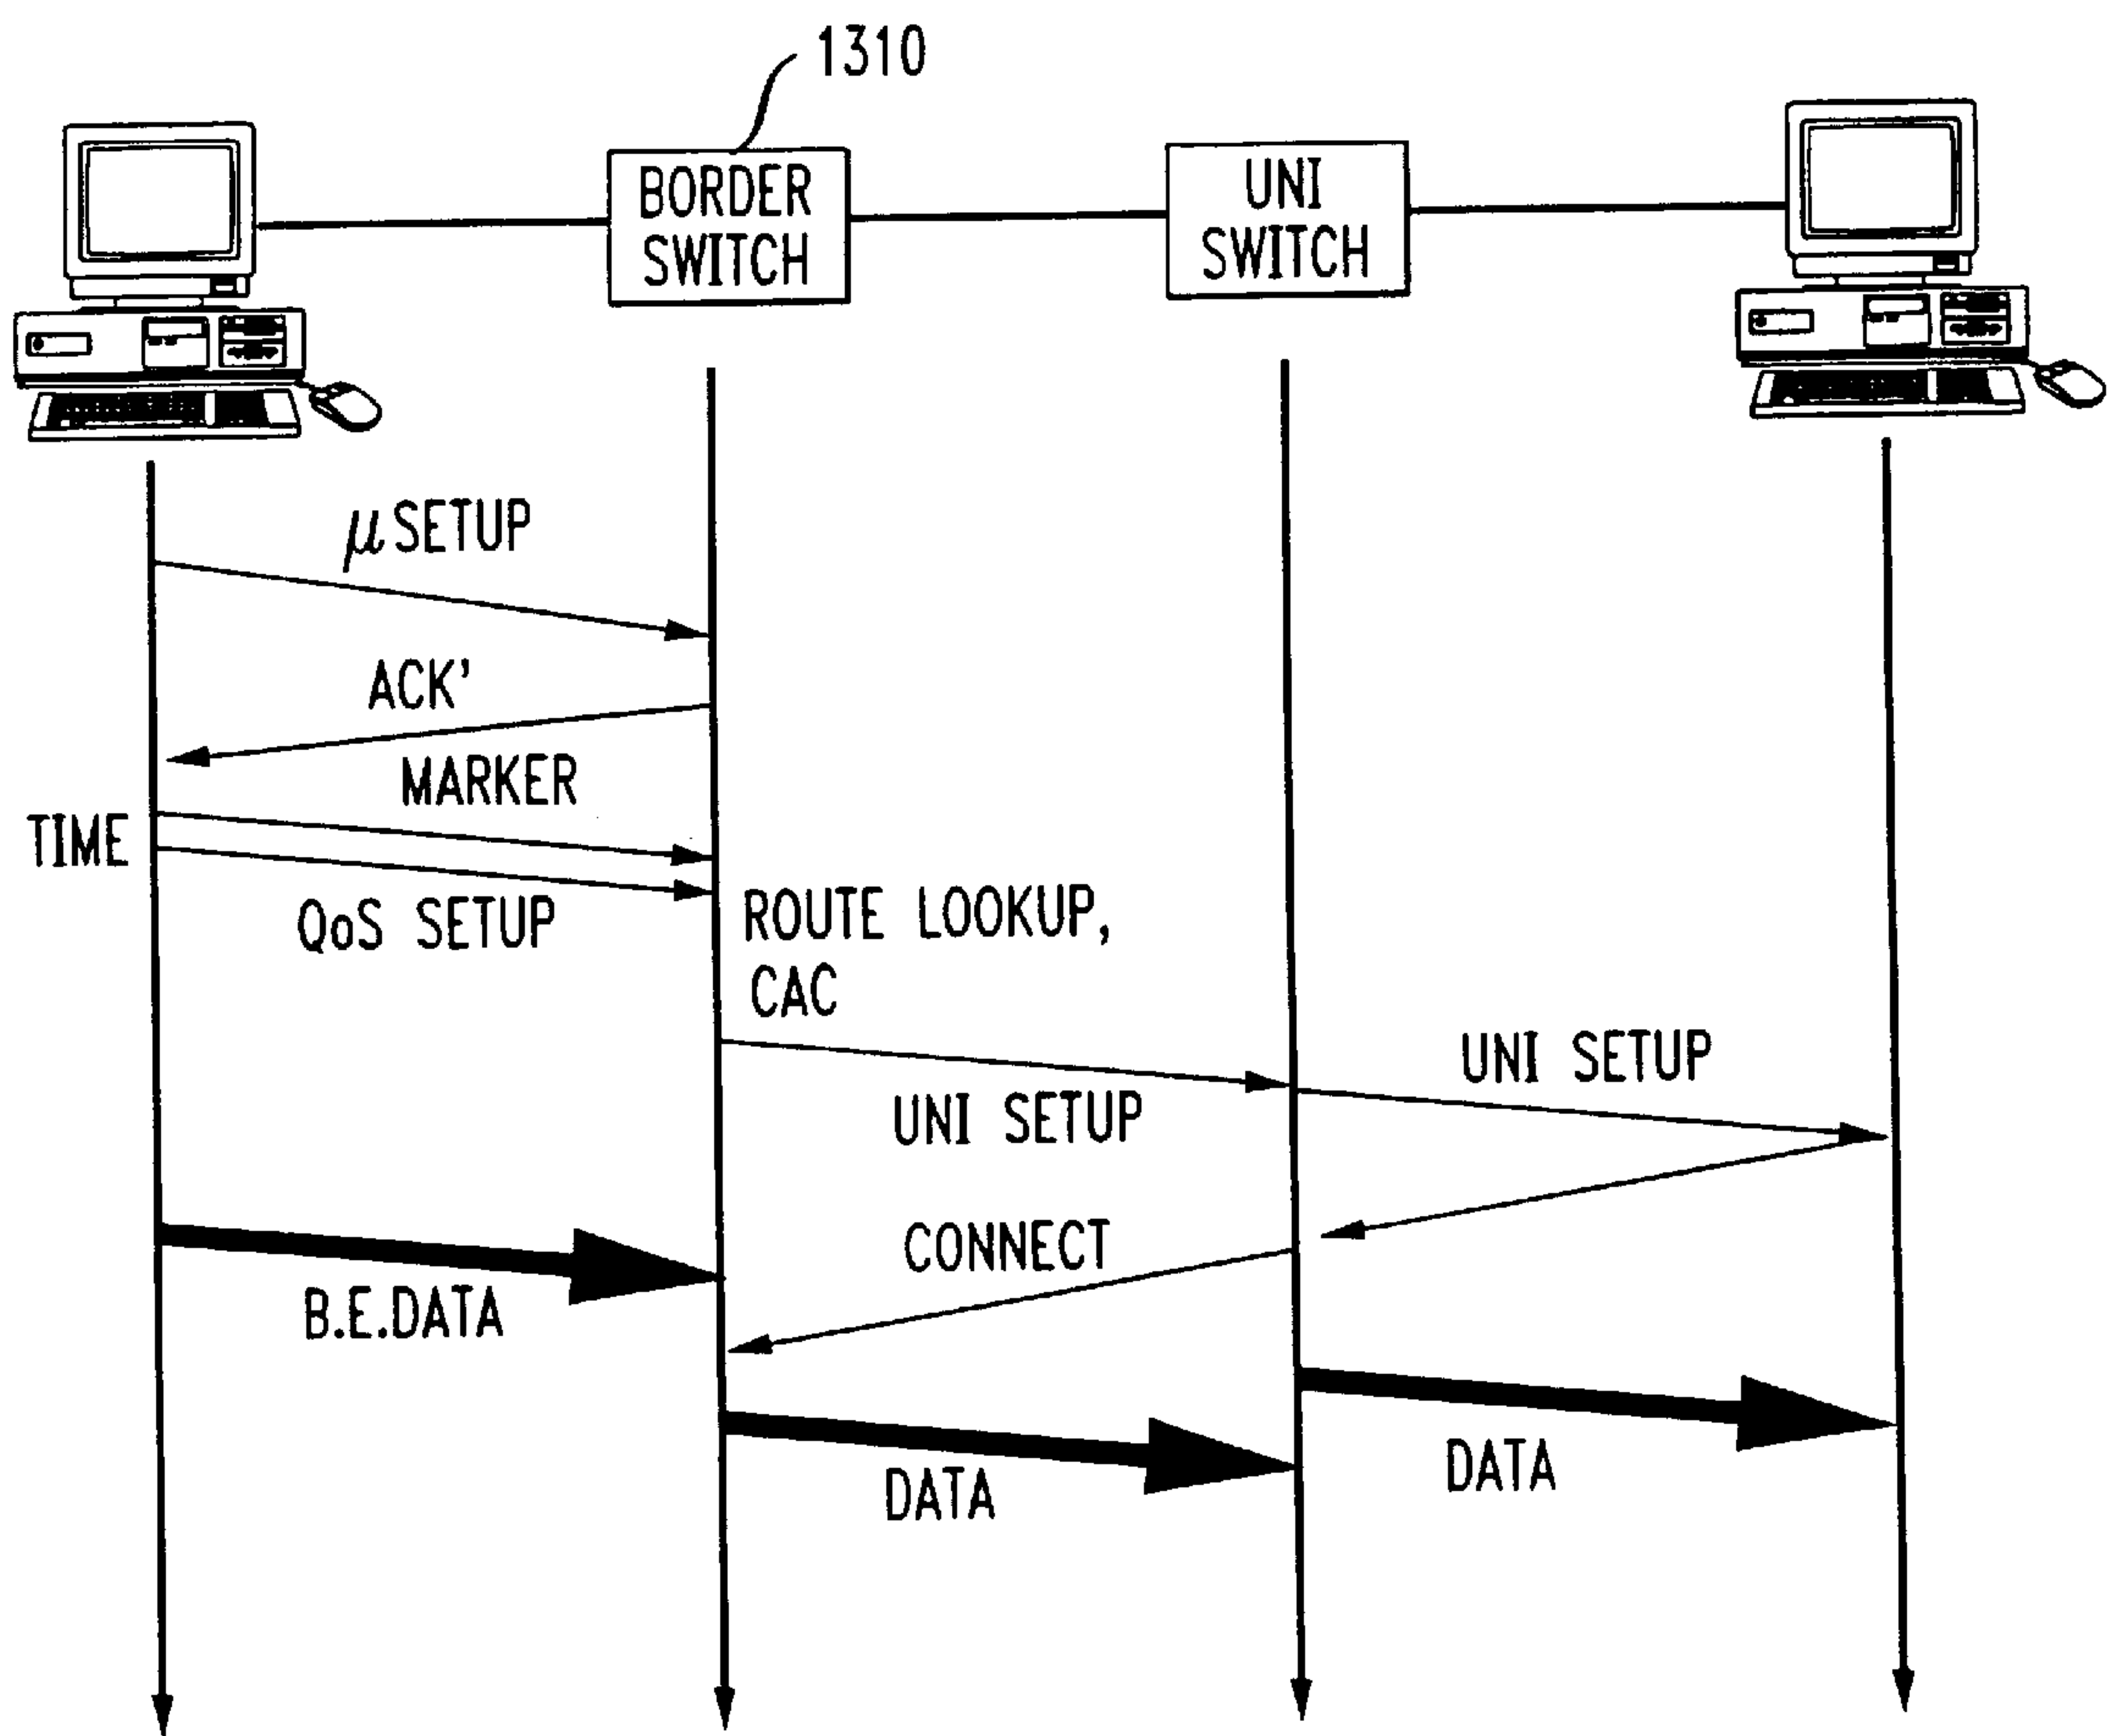 1310
BORDER
SWITCH
UNI
SWITCH
μSETUP
ACK'
MARKER
TIME
QoS SETUP
ROUTE LOOKUP,
CAC
UNI SETUP
UNI SETUP
CONNECT
B.E.DATA
DATA
DATA